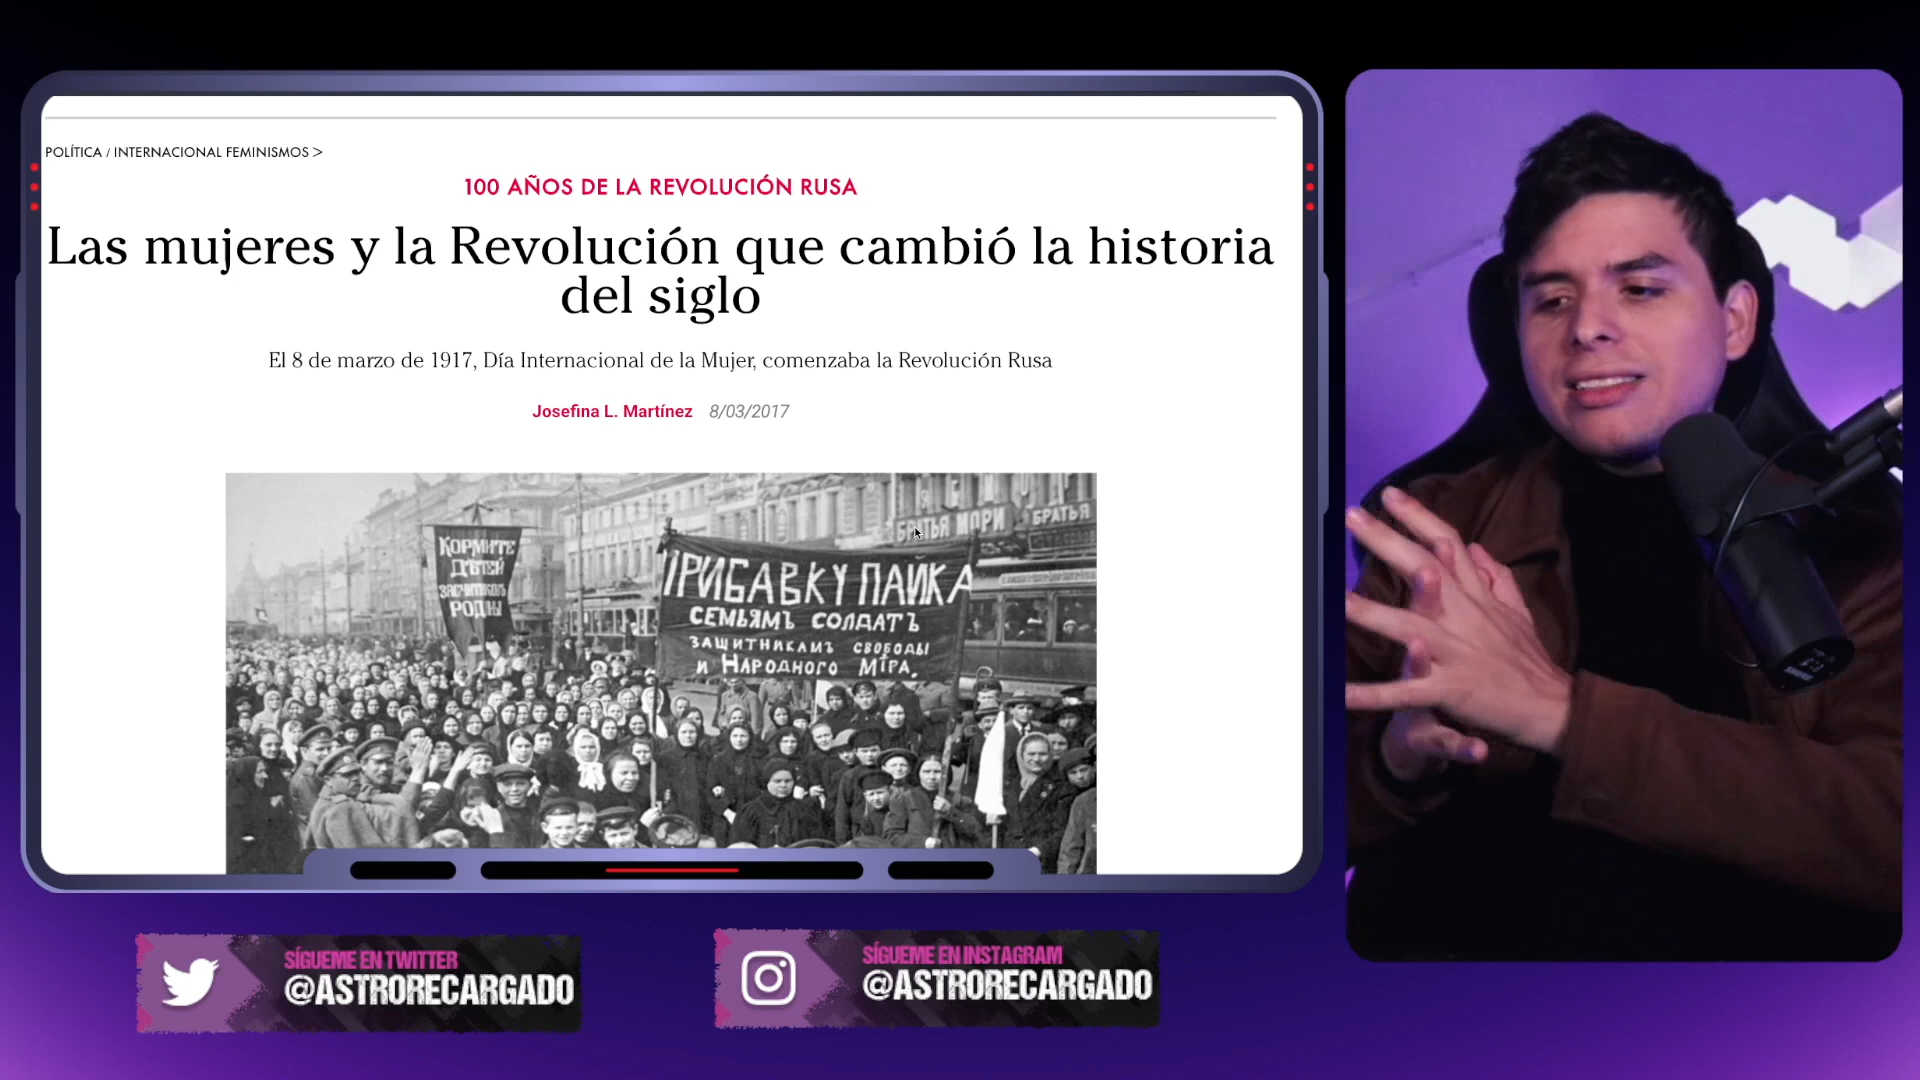 POLÍTICA / INTERNACIONAL FEMINISMOS >
100 AÑOS DE LA REVOLUCIÓN RUSA
Las mujeres y la Revolución que cambió la historia
del siglo
El 8 de marzo de 1917, Día Internacional de la Mujer, comenzaba la Revolución Rusa
Josefina L. Martínez 8/03/2017
БРАТЬЯ МОРИ БРАТЬЯ
КОРМИТЕ
ДѢТЕЙ
ЗАЩИТНИКОВЪ
РОДИНЫ
ПРИБАВКУ ПАЙКА
СЕМЬЯМЪ СОЛДАТЪ
ЗАЩИТНИКАМЪ СВОБОДЫ
И НАРОДНОГО МІРА.
SÍGUEME EN TWITTER
@ASTRORECARGADO
SÍGUEME EN INSTAGRAM
@ASTRORECARGADO